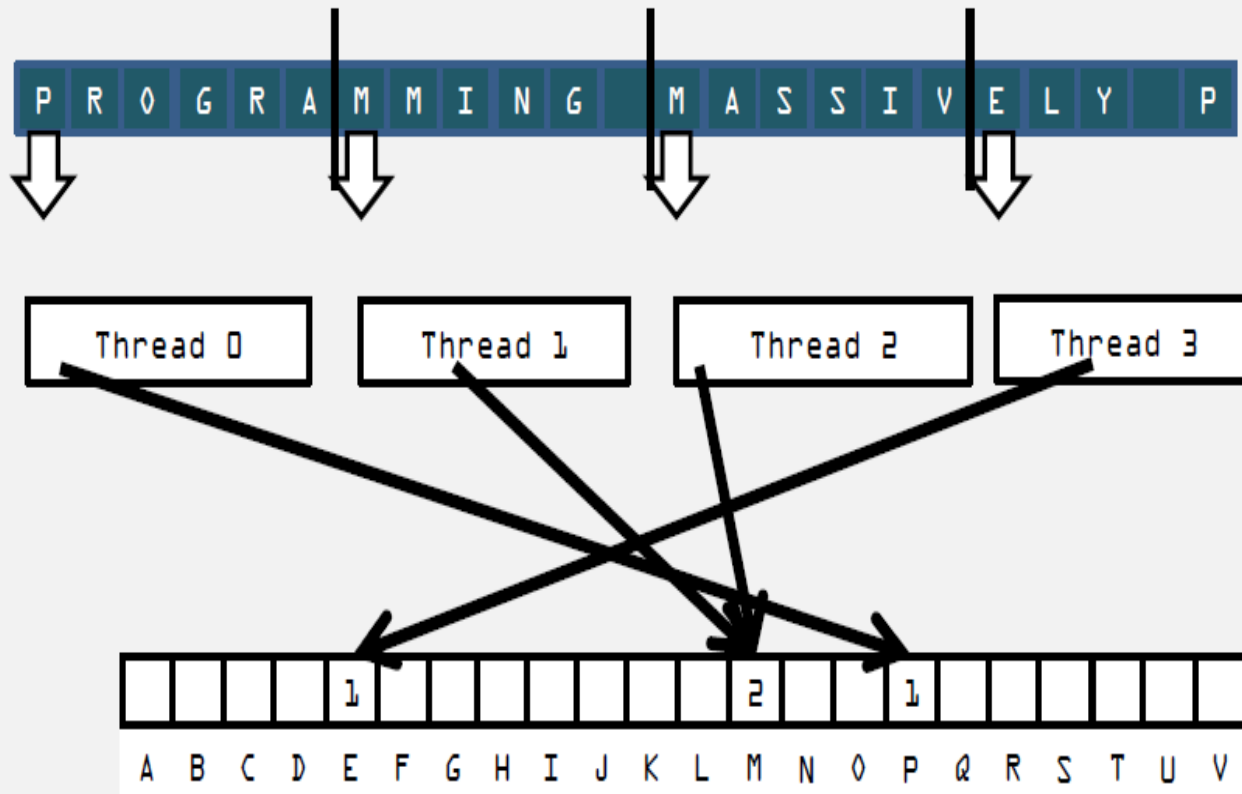 P R O G R A M M I N G   M A S S I V E L Y   P
Thread 0 Thread 1 Thread 2 Thread 3
1 2 1
A B C D E F G H I J K L M N O P Q R S T U V